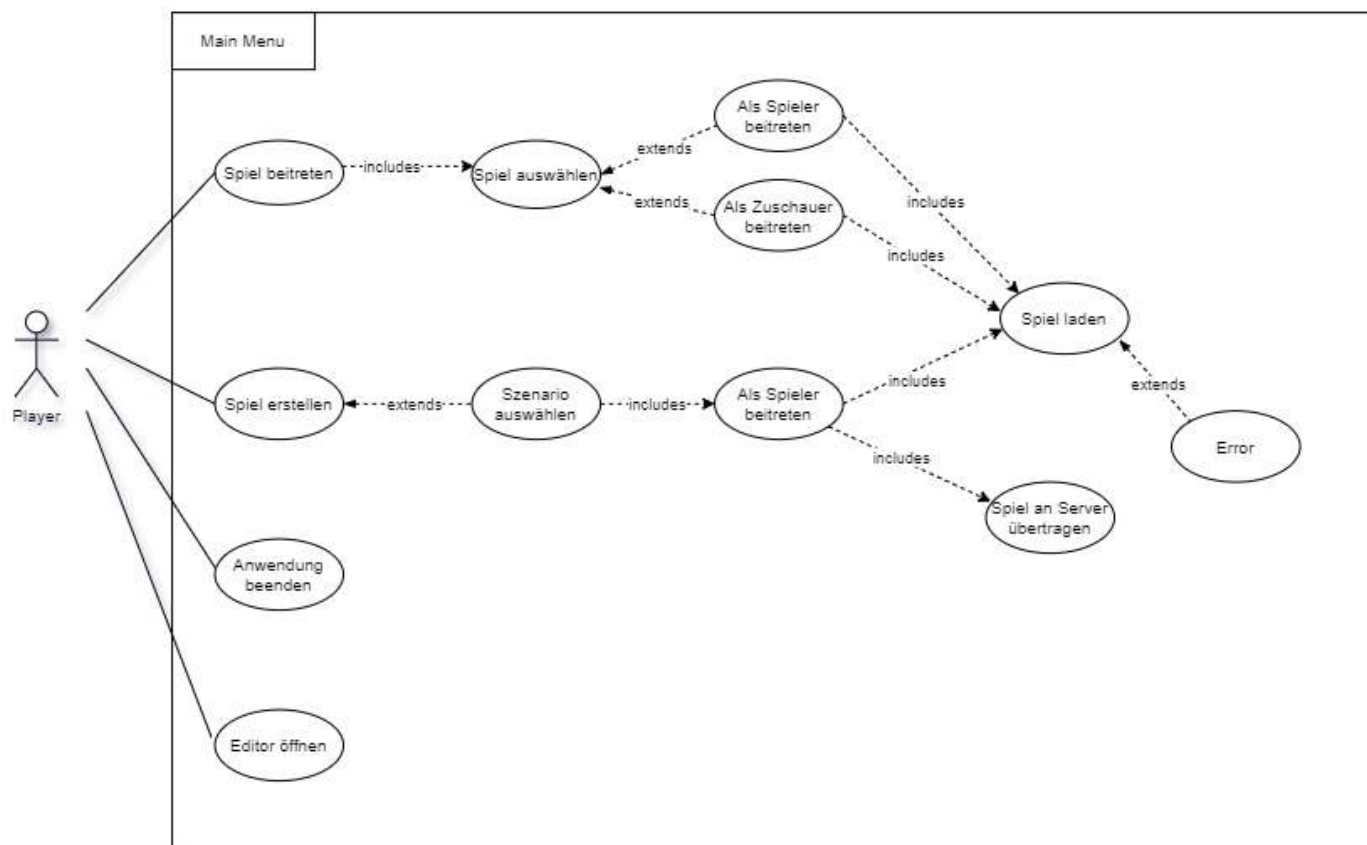 Main Menu
Als Spieler
beitreten
extends
Spiel beitreten
includes
Spiel auswählen
extends
Als Zuschauer
beitreten
includes
includes
Spiel laden
Player
Spiel erstellen
extends
Szenario
auswählen
includes
Als Spieler
beitreten
includes
extends
Error
includes
Spiel an Server
übertragen
Anwendung
beenden
Editor öffnen